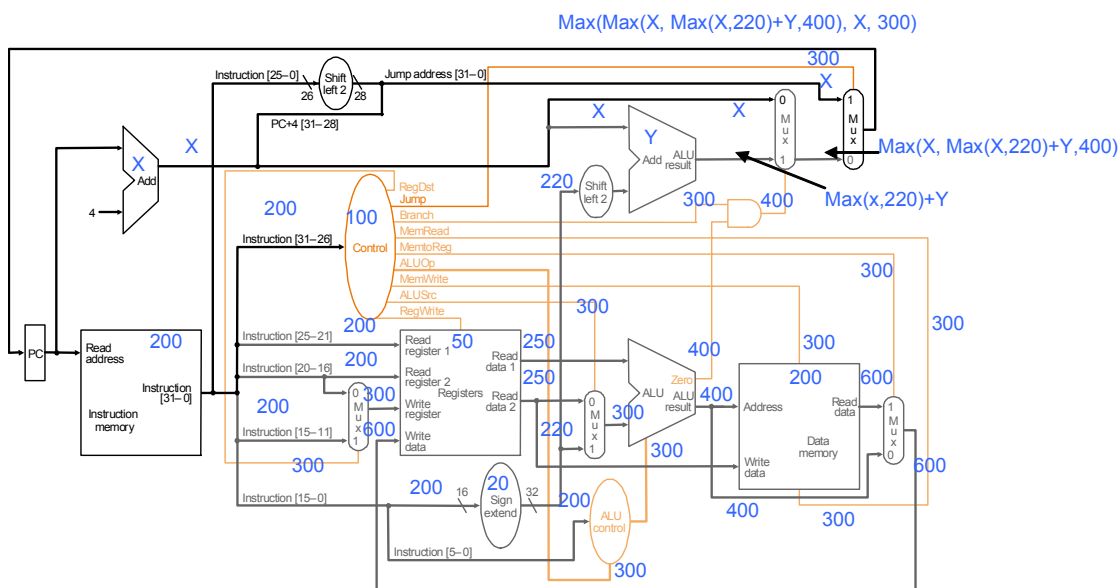 Max(Max(X, Max(X,220)+Y,400), X, 300)
300
Instruction [25–0]
26
Shift
left 2
28
Jump address [31–0]
X
PC+4 [31–28]
X
X
Add
4
X
X
Y
Add
ALU
result
0
M
u
x
1
1
M
u
x
0
Max(X, Max(X,220)+Y,400)
Max(x,220)+Y
220
Shift
left 2
300
400
200
Instruction [31–26]
100
Control
RegDst
Jump
Branch
MemRead
MemtoReg
ALUOp
MemWrite
ALUSrc
RegWrite
300
300
300
300
PC
200
Read
address
Instruction
[31–0]
Instruction
memory
200
Instruction [25–21]
200
Instruction [20–16]
200
Instruction [15–11]
0
M
u
x
1
300
300
600
50
Read
register 1
Read
register 2
Write
register
Write
data
Registers
Read
data 1
Read
data 2
250
250
220
0
M
u
x
1
300
ALU
Zero
ALU
result
400
400
300
200
Address
Read
data
Write
data
Data
memory
600
1
M
u
x
0
600
400
300
Instruction [15–0]
200
16
20
Sign
extend
32
200
ALU
control
Instruction [5–0]
300